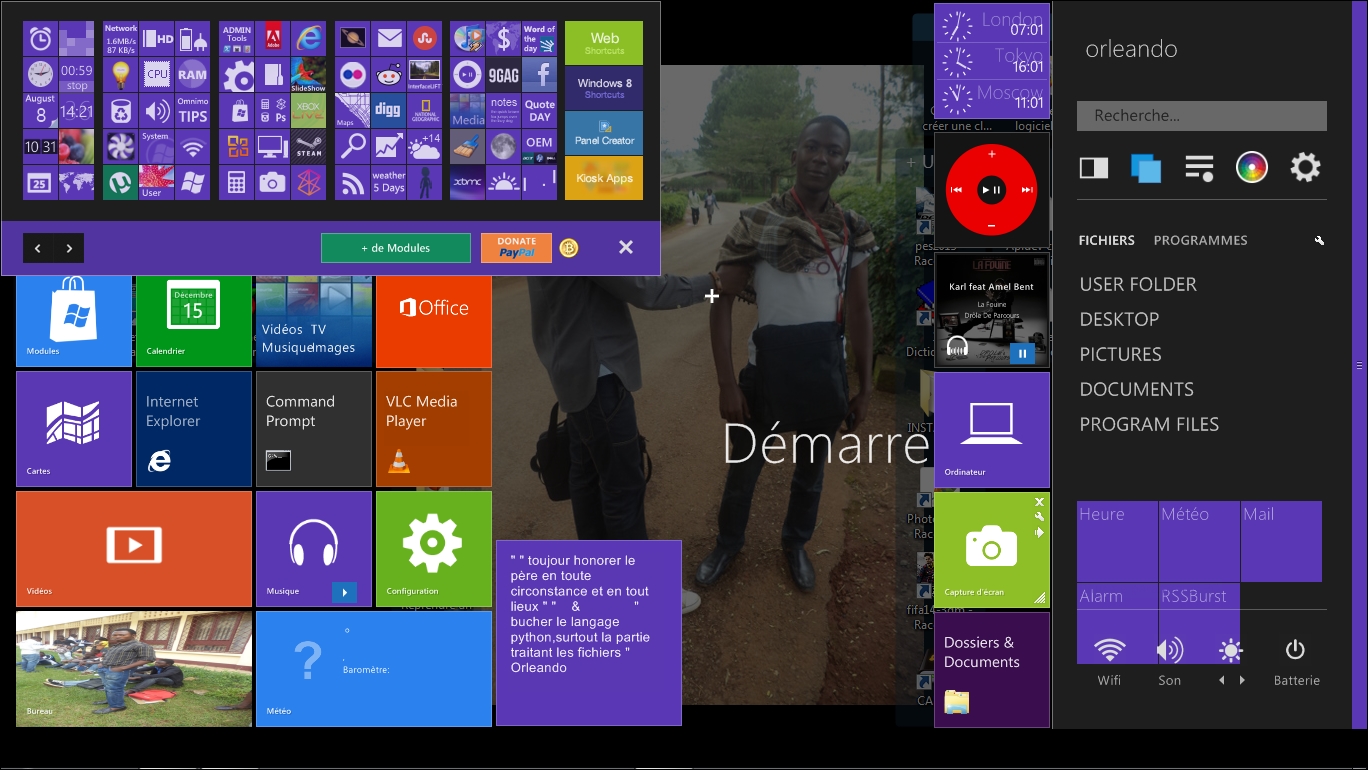 Network
1.6MB/s
87 KB/s
HD
ADMIN
Tools
Adobe
Word of
the day
Web
Shortcuts
00:59
stop
CPU
RAM
SlideShow
InterfaceLIFT
9GAG
Windows 8
Shortcuts
August
8
14:21
Omnimo
TIPS
Ps
XBOX
LIVE
Maps
digg
NATIONAL
GEOGRAPHIC
Media
notes
Quote
DAY
Panel Creator
10 31
System
STEAM
+14
OEM
25
User
weather
5 Days
xbmc
Kiosk Apps
+ de Modules
DONATE
PayPal
London
07:01
Tokyo
16:01
Moscow
11:01
créer une cl...
logiciel
+ U
orleando
Recherche...
FICHIERS
PROGRAMMES
USER FOLDER
DESKTOP
PICTURES
DOCUMENTS
PROGRAM FILES
Heure
Météo
Mail
Alarm
RSSBurst
Wifi
Son
Batterie
LA FOUINE
Karl feat Amel Bent
La Fouine
Drôle De Parcours
Ordinateur
Capture d'écran
Dossiers &
Documents
Modules
Décembre
15
Calendrier
Vidéos TV
MusiqueImages
Office
Démarre
Cartes
Internet
Explorer
Command
Prompt
VLC Media
Player
Vidéos
Musique
Configuration
" " toujour honorer le
père en toute
circonstance et en tout
lieux " " & "
bucher le langage
python,surtout la partie
traitant les fichiers "
Orleando
Bureau
?
Baromètre:
Météo